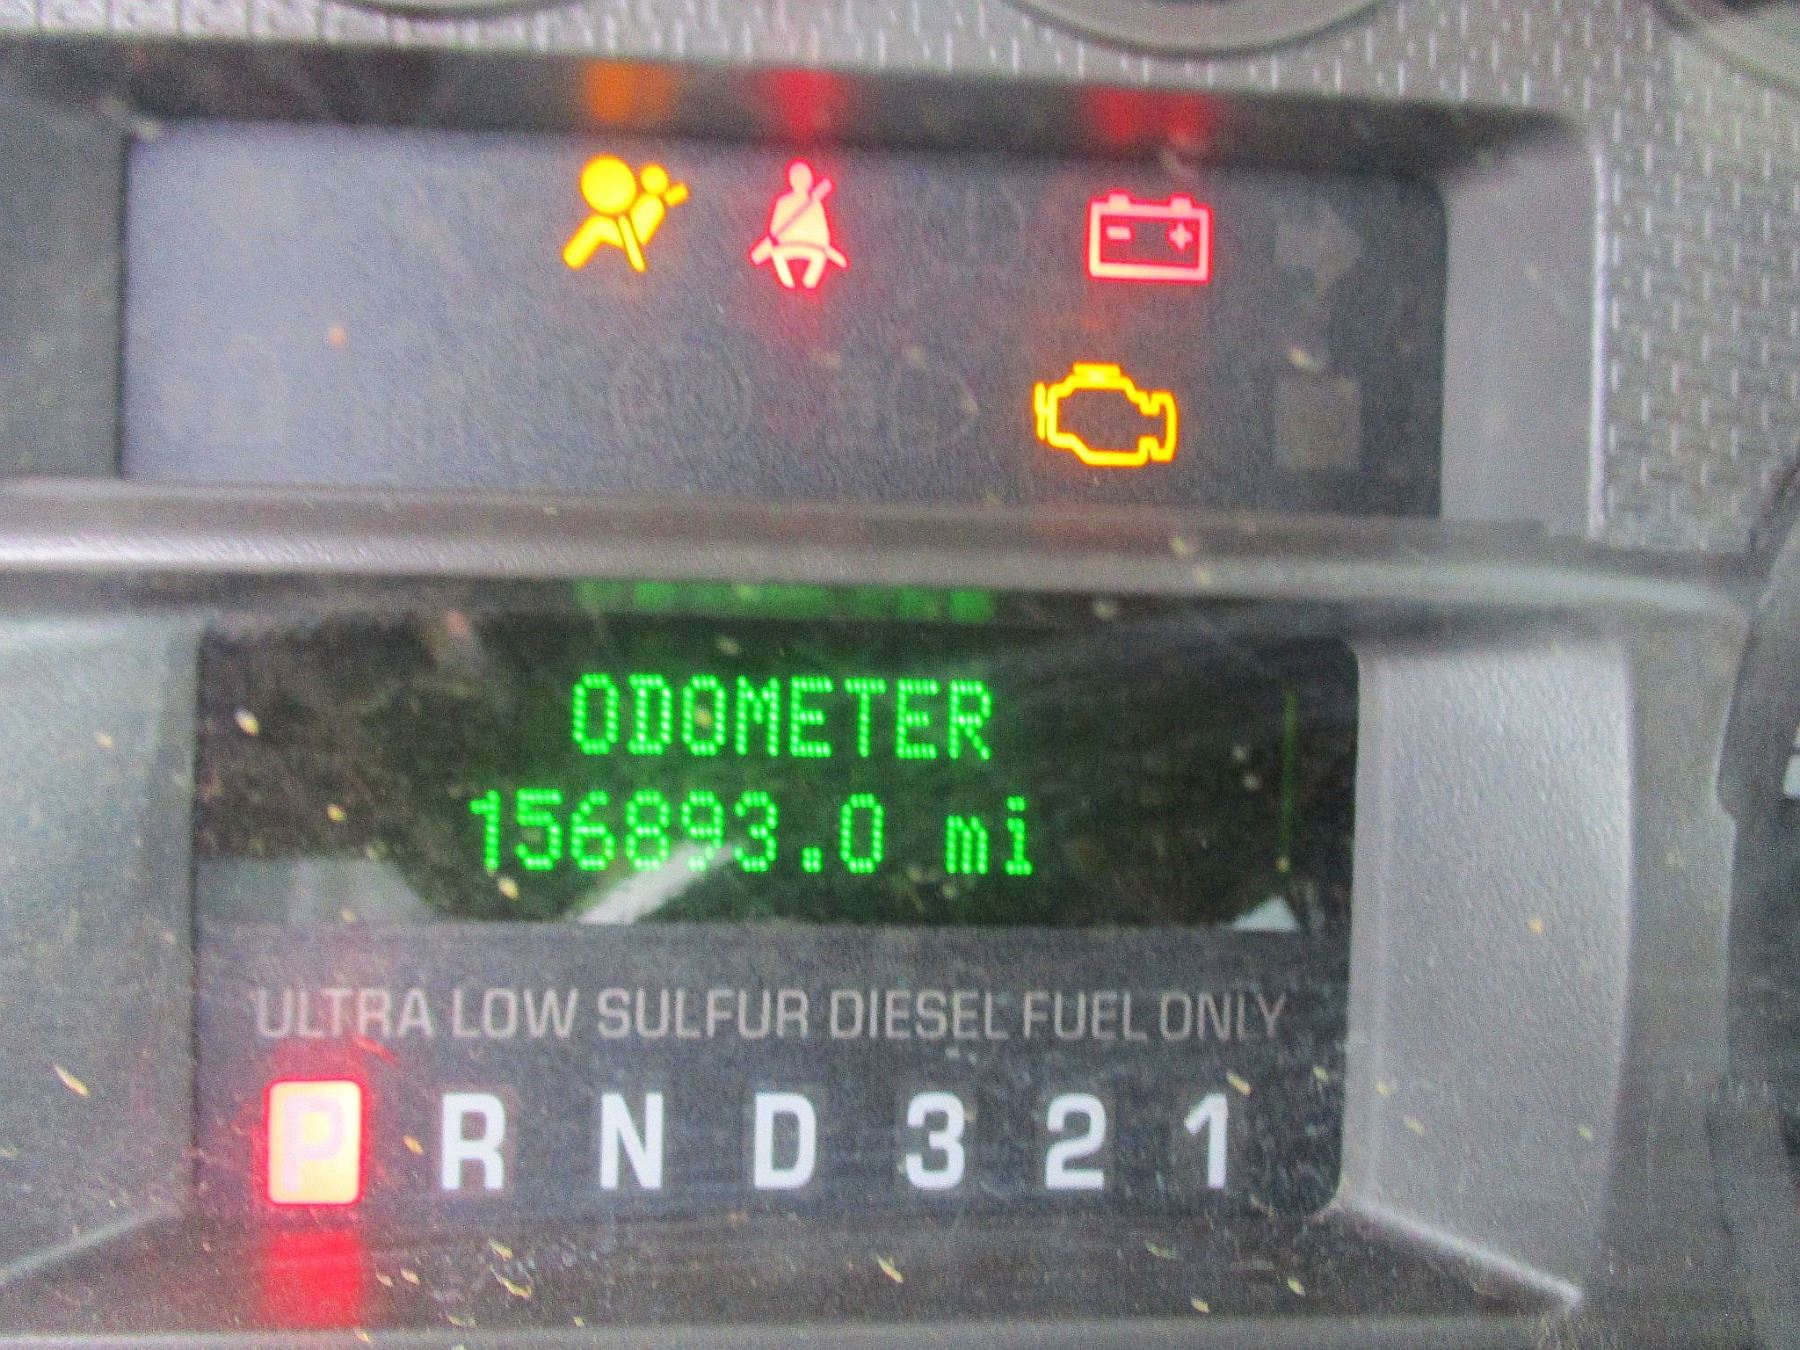 ODOMETER
156893.0 mi
ULTRA LOW SULFUR DIESEL FUEL ONLY
P R N D 3 2 1